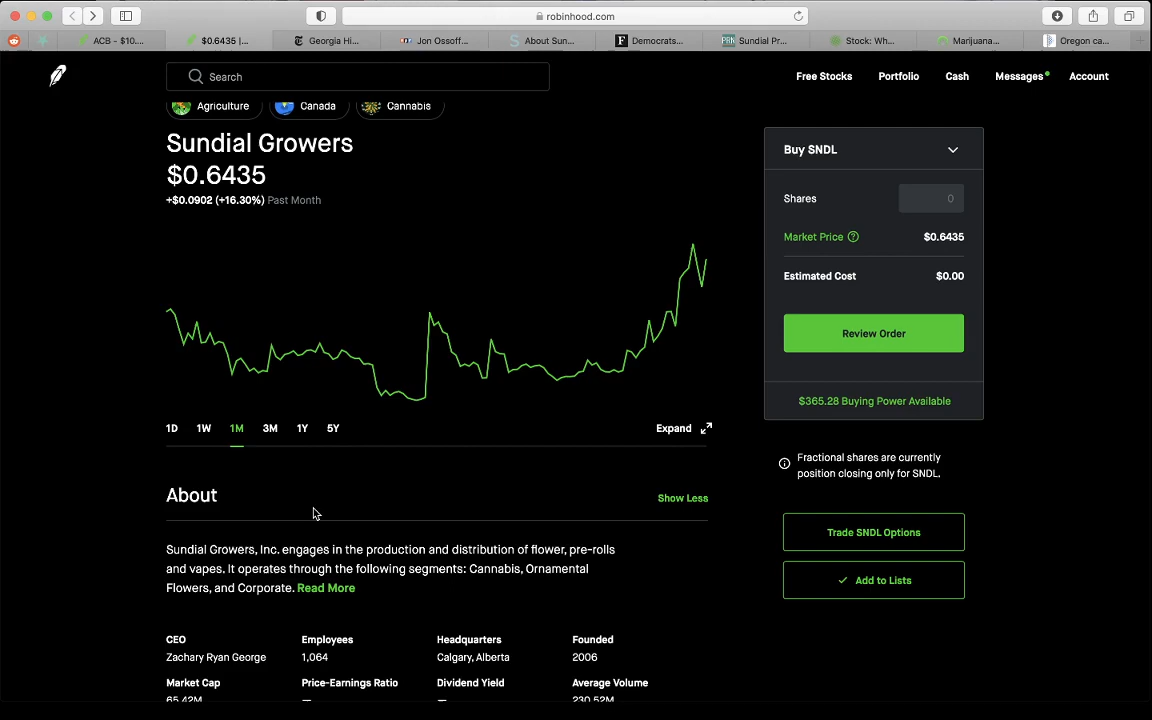 robinhood.com
ACB - $10....
$0.6435 |...
Georgia Hi...
Jon Ossoff...
About Sun...
Democrats...
Sundial Pr...
Stock: Wh...
Marijuana...
Oregon ca...
Search
Free Stocks
Portfolio
Cash
Messages
Account
Agriculture
Canada
Cannabis
Sundial Growers
$0.6435
+$0.0902 (+16.30%) Past Month
1D
1W
1M
3M
1Y
5Y
Expand
About
Show Less
Sundial Growers, Inc. engages in the production and distribution of flower, pre-rolls
and vapes. It operates through the following segments: Cannabis, Ornamental
Flowers, and Corporate. Read More
CEO
Employees
Headquarters
Founded
Zachary Ryan George
1,064
Calgary, Alberta
2006
Market Cap
Price-Earnings Ratio
Dividend Yield
Average Volume
65.42M
—
—
230.52M
Buy SNDL
Shares
0
Market Price
$0.6435
Estimated Cost
$0.00
Review Order
$365.28 Buying Power Available
Fractional shares are currently
position closing only for SNDL.
Trade SNDL Options
Add to Lists